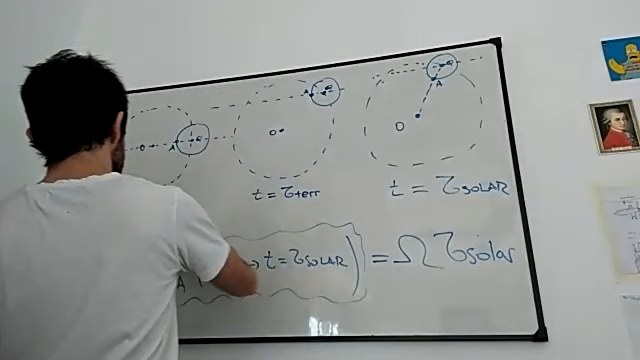 O A
A
O
A
O
t = τterr
t = τSOLAR
A
→ t = τSOLAR) = Ω τsolar